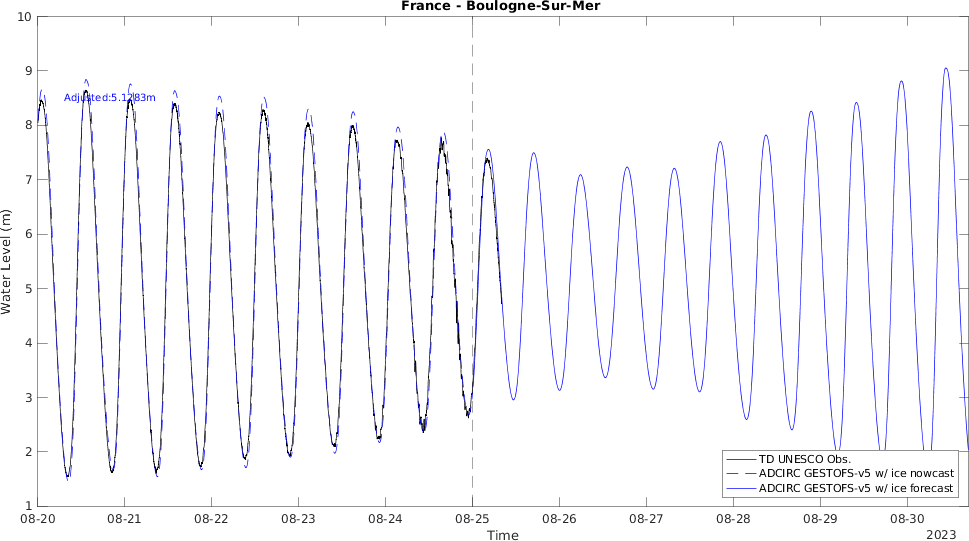 France - Boulogne-Sur-Mer
10
9
8
7
6
5
4
3
2
1
Water Level (m)
Adjusted:5.1283m
TD UNESCO Obs.
ADCIRC GESTOFS-v5 w/ ice nowcast
ADCIRC GESTOFS-v5 w/ ice forecast
08-20 08-21 08-22 08-23 08-24 08-25 08-26 08-27 08-28 08-29 08-30
Time
2023